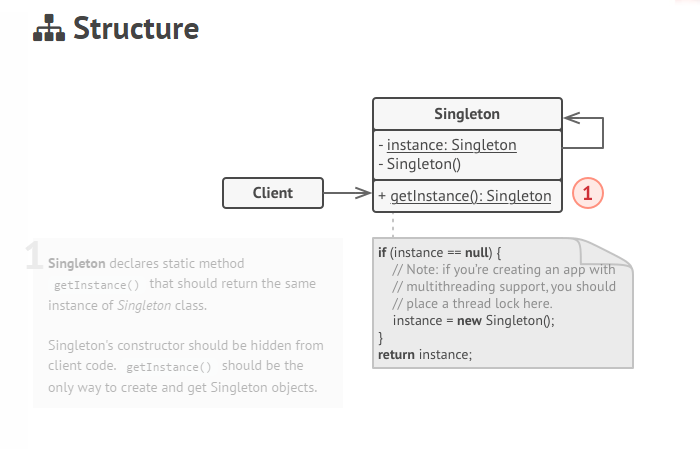 Structure
Singleton
- instance: Singleton
- Singleton()
+ getInstance(): Singleton
1
Client
1
Singleton declares static method
getInstance() that should return the same
instance of Singleton class.
Singleton's constructor should be hidden from
client code. getInstance() should be the
only way to create and get Singleton objects.
if (instance == null) {
// Note: if you're creating an app with
// multithreading support, you should
// place a thread lock here.
instance = new Singleton();
}
return instance;